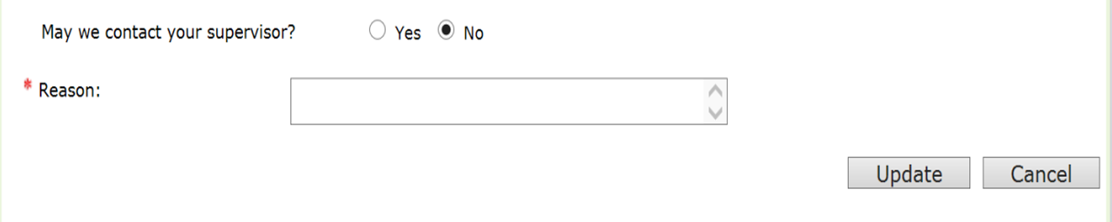 May we contact your supervisor? Yes No
* Reason:
Update Cancel